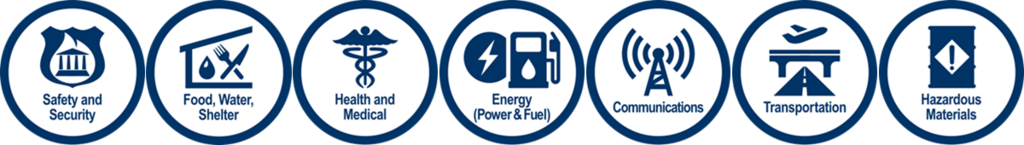 Safety and
Security
Food, Water,
Shelter
Health and
Medical
Energy
(Power & Fuel)
Communications
Transportation
Hazardous
Materials